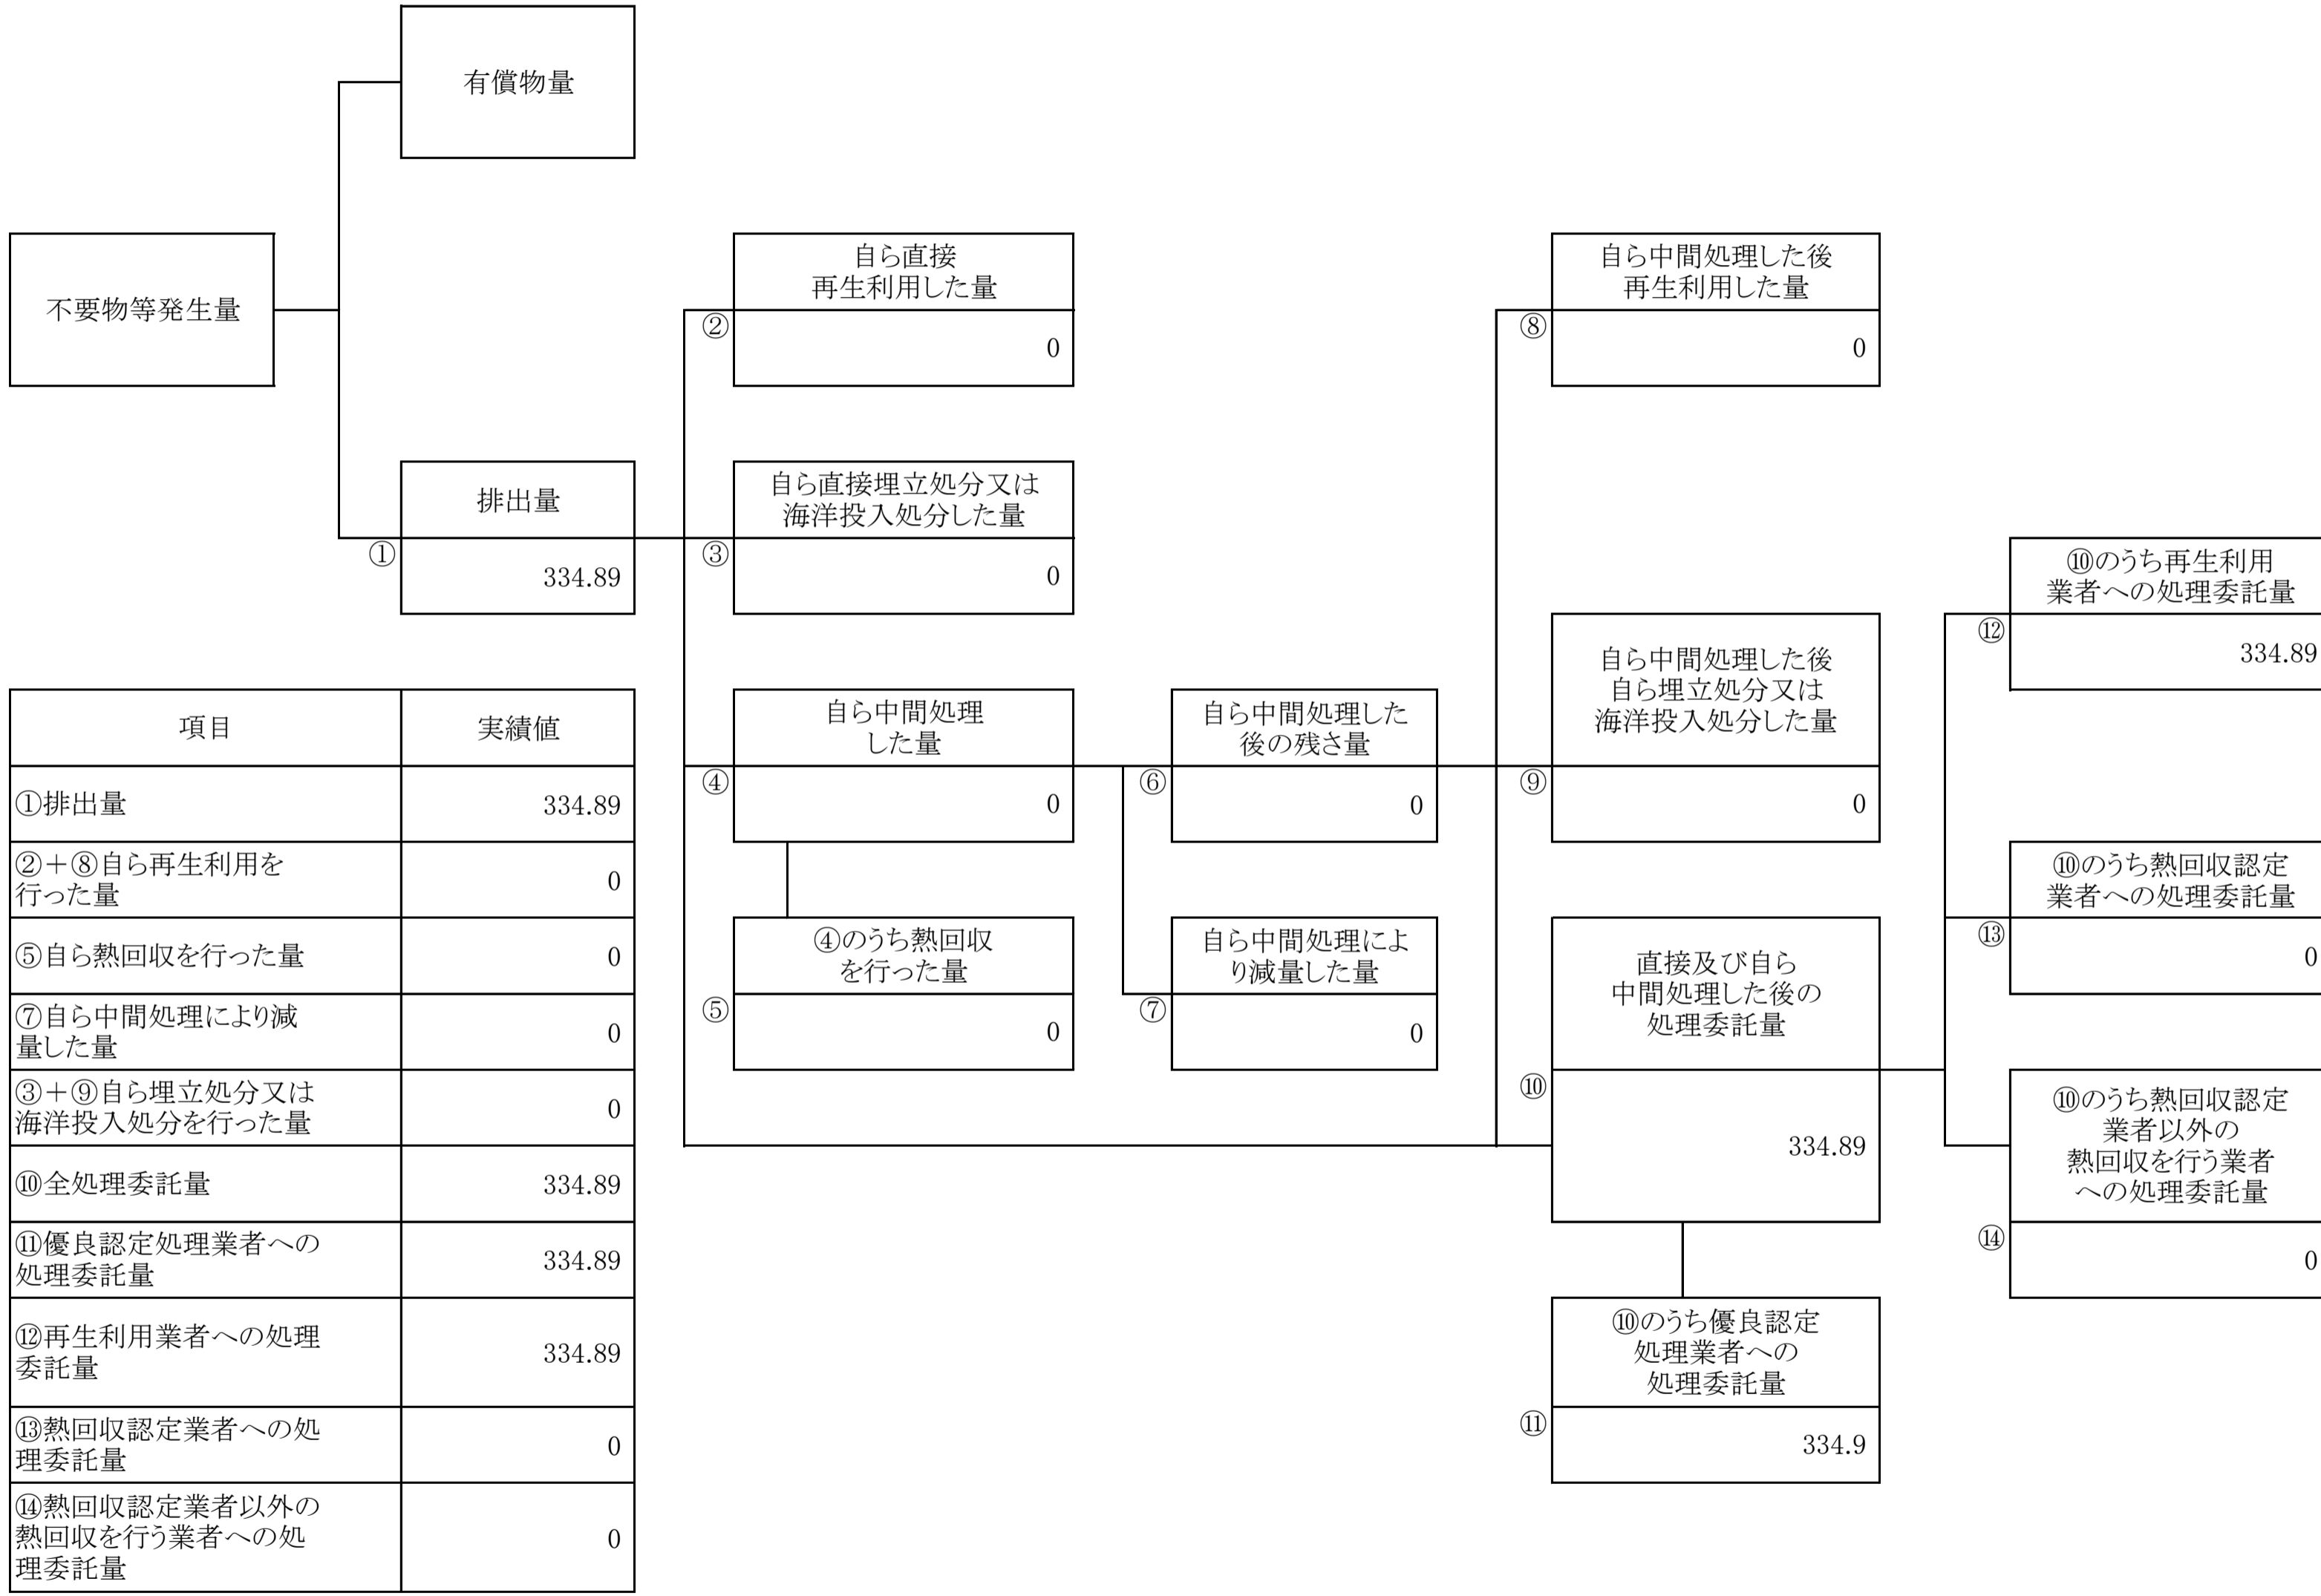 有償物量
不要物等発生量
自ら直接
再生利用した量
②
0
自ら中間処理した後
再生利用した量
⑧
0
排出量
①
334.89
自ら直接埋立処分又は
海洋投入処分した量
③
0
⑩のうち再生利用
業者への処理委託量
⑫
334.89
自ら中間処理
した量
④
0
自ら中間処理した
後の残さ量
⑥
0
自ら中間処理した後
自ら埋立処分又は
海洋投入処分した量
⑨
0
⑩のうち熱回収認定
業者への処理委託量
⑬
0
④のうち熱回収
を行った量
⑤
0
自ら中間処理によ
り減量した量
⑦
0
直接及び自ら
中間処理した後の
処理委託量
⑩
334.89
⑩のうち熱回収認定
業者以外の
熱回収を行う業者
への処理委託量
⑭
0
⑩のうち優良認定
処理業者への
処理委託量
⑪
334.9
項目
実績値
①排出量
334.89
②+⑧自ら再生利用を
行った量
0
⑤自ら熱回収を行った量
0
⑦自ら中間処理により減
量した量
0
③+⑨自ら埋立処分又は
海洋投入処分を行った量
0
⑩全処理委託量
334.89
⑪優良認定処理業者への
処理委託量
334.89
⑫再生利用業者への処理
委託量
334.89
⑬熱回収認定業者への処
理委託量
0
⑭熱回収認定業者以外の
熱回収を行う業者への処
理委託量
0